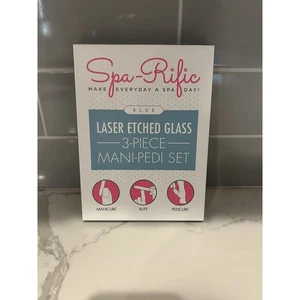 Spa-Rific
MAKE EVERYDAY A SPA DAY!
BLUE
LASER ETCHED GLASS
3-PIECE
MANI-PEDI SET
MANICURE BUFF PEDICURE